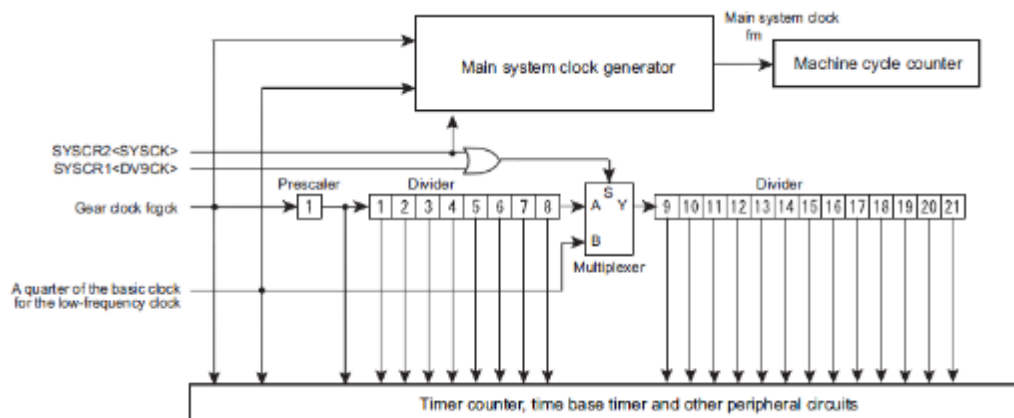 Main system clock
fm
Main system clock generator
Machine cycle counter
SYSCR2<SYSCK>
SYSCR1<DV9CK>
Prescaler
Divider
Divider
Gear clock fcgck
1
1 2 3 4 5 6 7 8
S
A Y
B
9 10 11 12 13 14 15 16 17 18 19 20 21
Multiplexer
A quarter of the basic clock
for the low-frequency clock
Timer counter, time base timer and other peripheral circuits